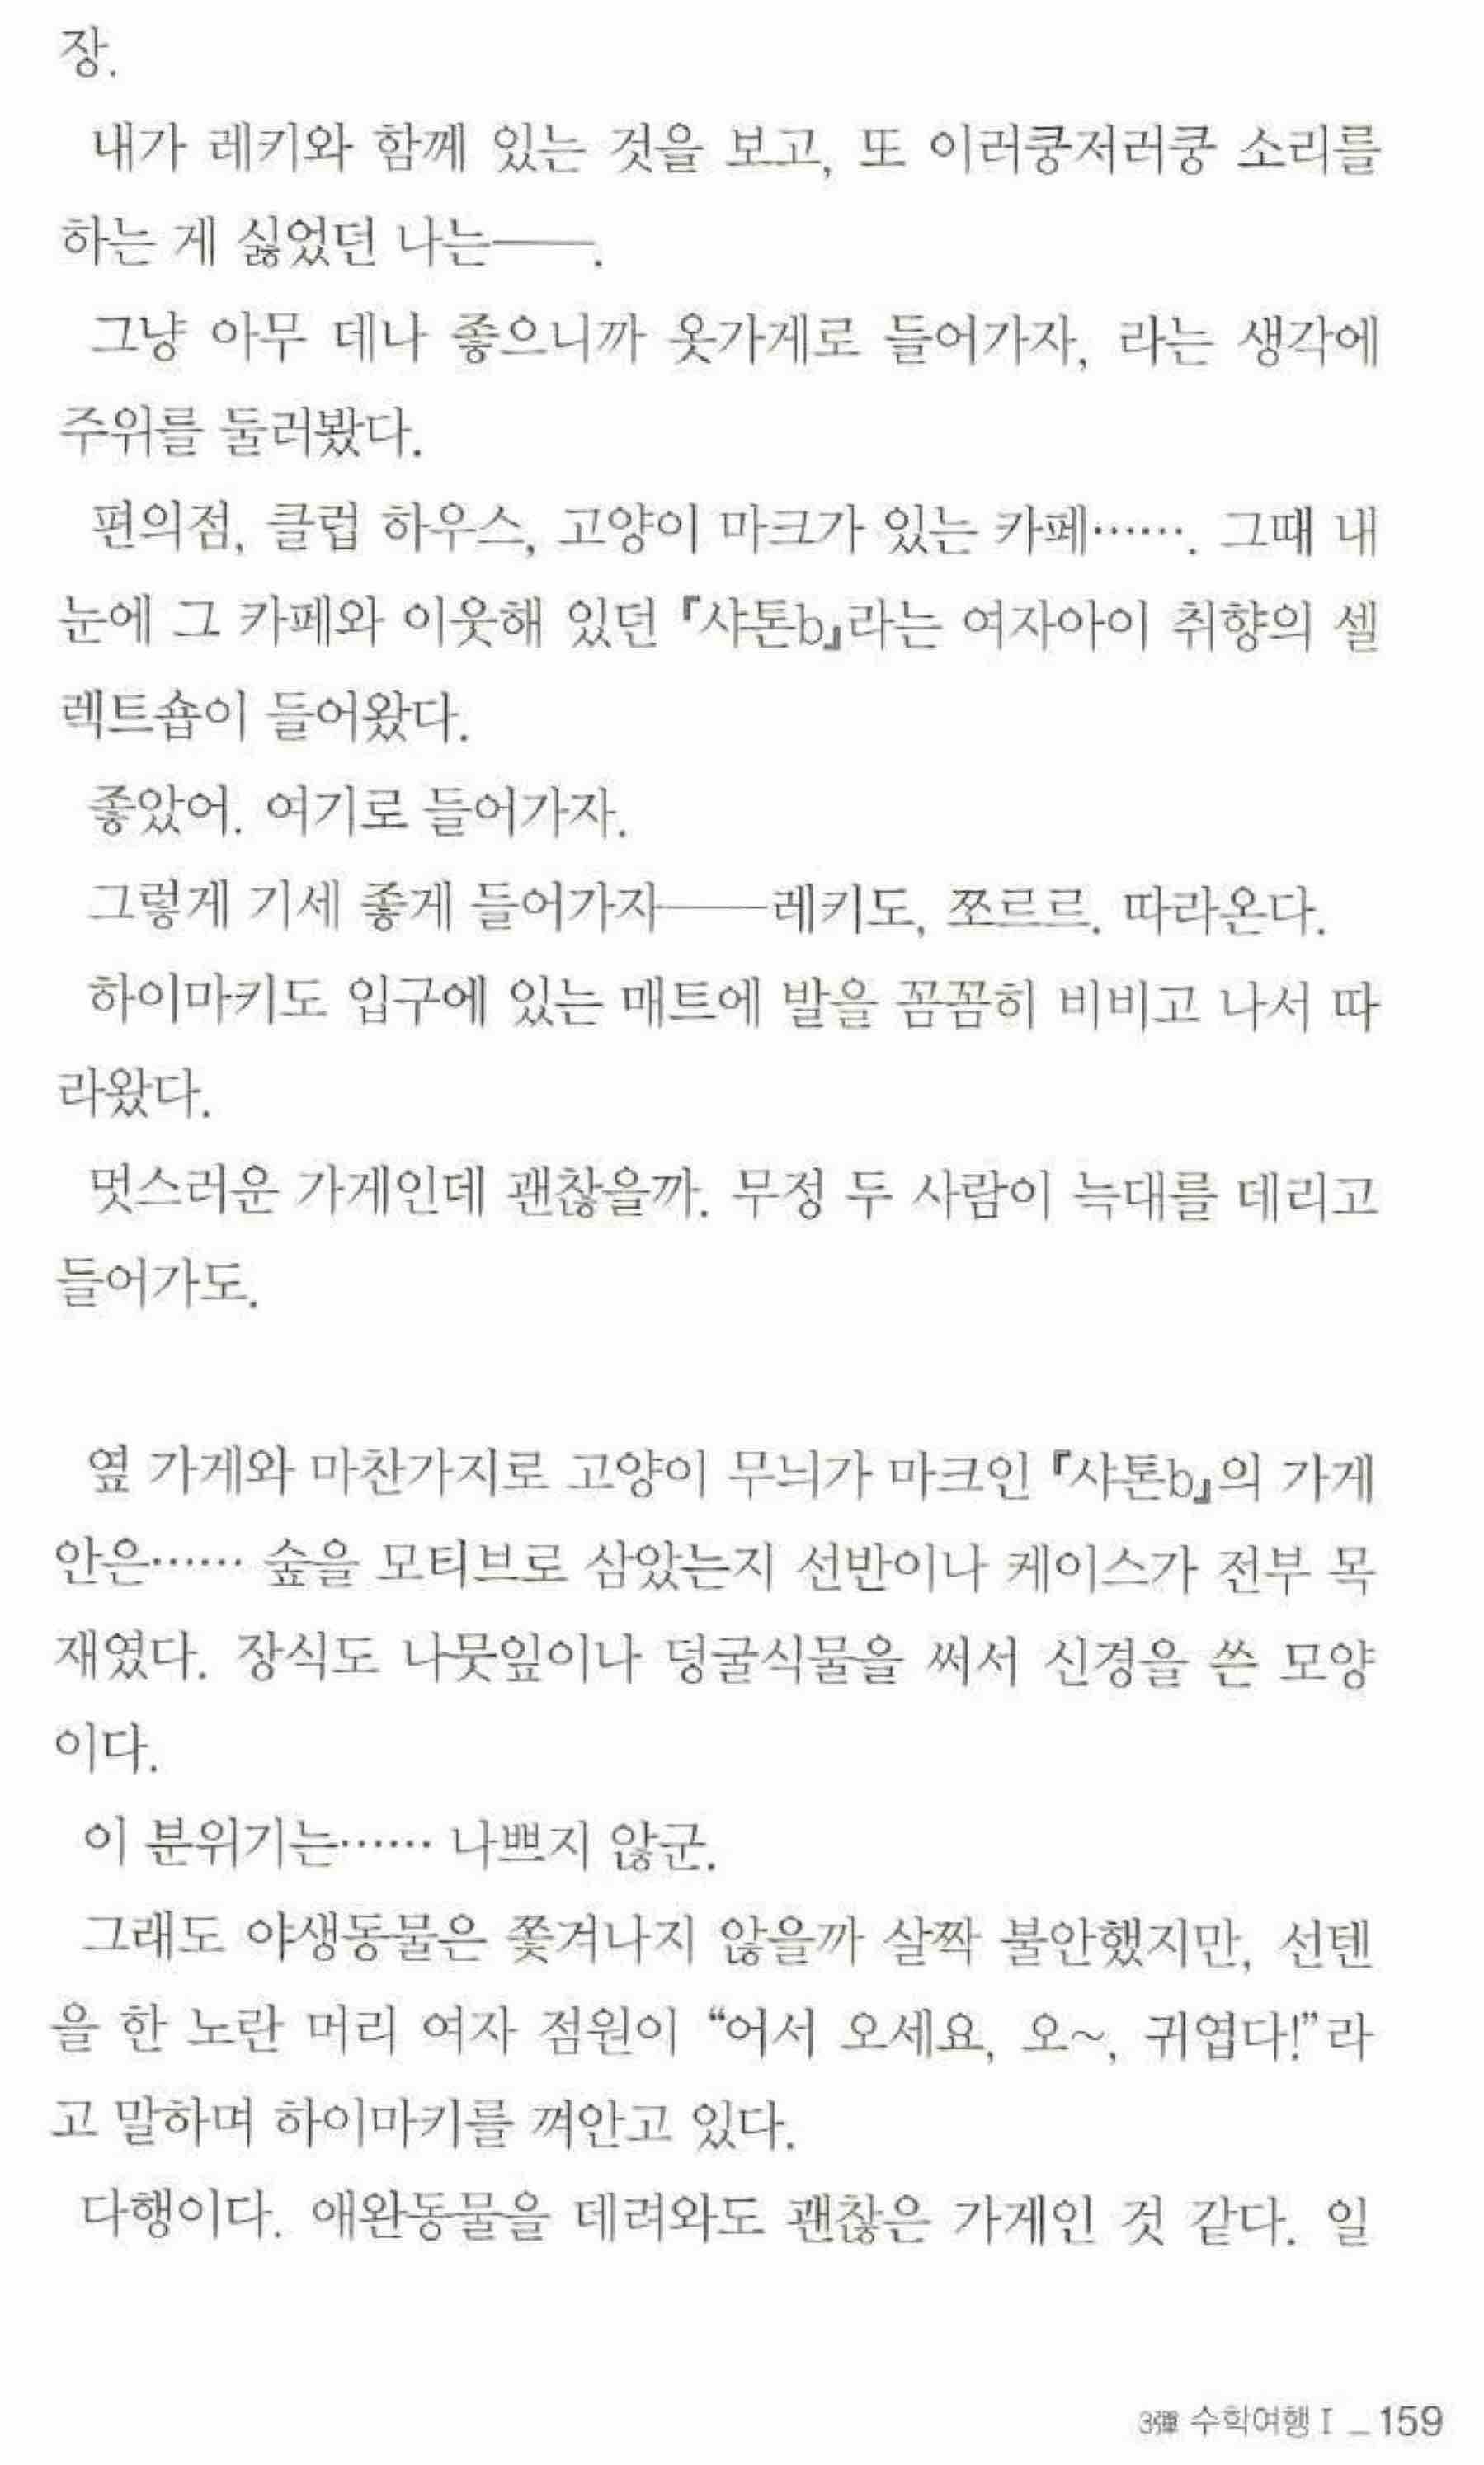 장.
내가 레키와 함께 있는 것을 보고, 또 이러쿵저러쿵 소리를
하는 게 싫었던 나는――.
그냥 아무 데나 좋으니까 옷가게로 들어가자, 라는 생각에
주위를 둘러봤다.
편의점, 클럽 하우스, 고양이 마크가 있는 카페……. 그때 내
눈에 그 카페와 이웃해 있던 『샤톤b』라는 여자아이 취향의 셀
렉트숍이 들어왔다.
좋았어. 여기로 들어가자.
그렇게 기세 좋게 들어가자――레키도, 쪼르르. 따라온다.
하이마키도 입구에 있는 매트에 발을 꼼꼼히 비비고 나서 따
라왔다.
멋스러운 가게인데 괜찮을까. 무정 두 사람이 늑대를 데리고
들어가도.
옆 가게와 마찬가지로 고양이 무늬가 마크인 『샤톤b』의 가게
안은…… 숲을 모티브로 삼았는지 선반이나 케이스가 전부 목
재였다. 장식도 나뭇잎이나 덩굴식물을 써서 신경을 쓴 모양
이다.
이 분위기는…… 나쁘지 않군.
그래도 야생동물은 쫓겨나지 않을까 살짝 불안했지만, 선텐
을 한 노란 머리 여자 점원이 “어서 오세요, 오~, 귀엽다!”라
고 말하며 하이마키를 껴안고 있다.
다행이다. 애완동물을 데려와도 괜찮은 가게인 것 같다. 일
3彈 수학여행Ⅰ _ 159